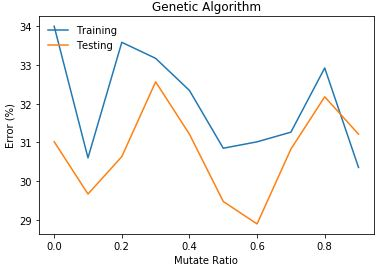 Genetic Algorithm
Training
Testing
Error (%)
34
33
32
31
30
29
0.0 0.2 0.4 0.6 0.8
Mutate Ratio